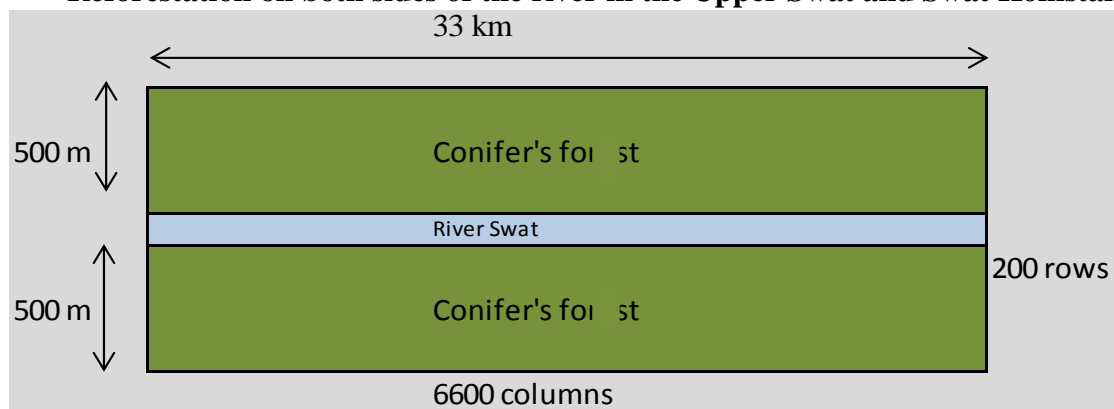 Reforestation on both sides of the river in the Upper Swat and Swat
33 km
500 m
Conifer's
River Swat
200 rows
500 m
Conifer's
6600 columns